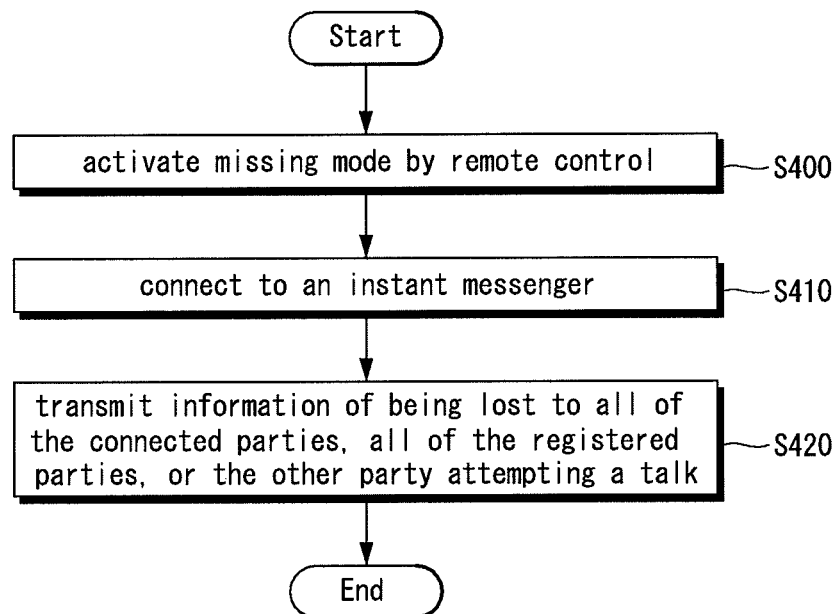 Start
activate missing mode by remote control
S400
connect to an instant messenger
S410
transmit information of being lost to all of
the connected parties, all of the registered
parties, or the other party attempting a talk
S420
End